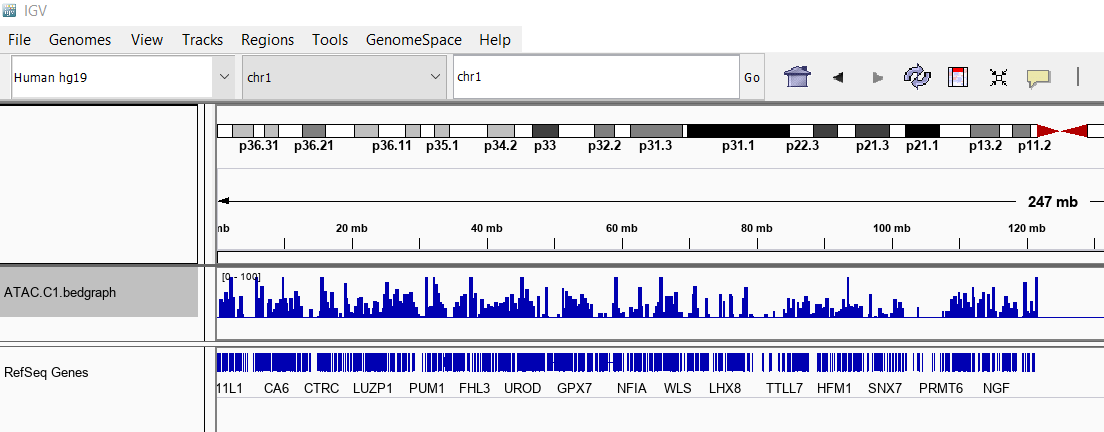 IGV
File Genomes View Tracks Regions Tools GenomeSpace Help
Human hg19 chr1 chr1 Go
p36.31 p36.21 p36.11 p35.1 p34.2 p33 p32.2 p31.3 p31.1 p22.3 p21.3 p21.1 p13.2 p11.2
247 mb
mb 20 mb 40 mb 60 mb 80 mb 100 mb 120 mb
[0 - 100]
ATAC.C1.bedgraph
RefSeq Genes
11L1 CA6 CTRC LUZP1 PUM1 FHL3 UROD GPX7 NFIA WLS LHX8 TTLL7 HFM1 SNX7 PRMT6 NGF